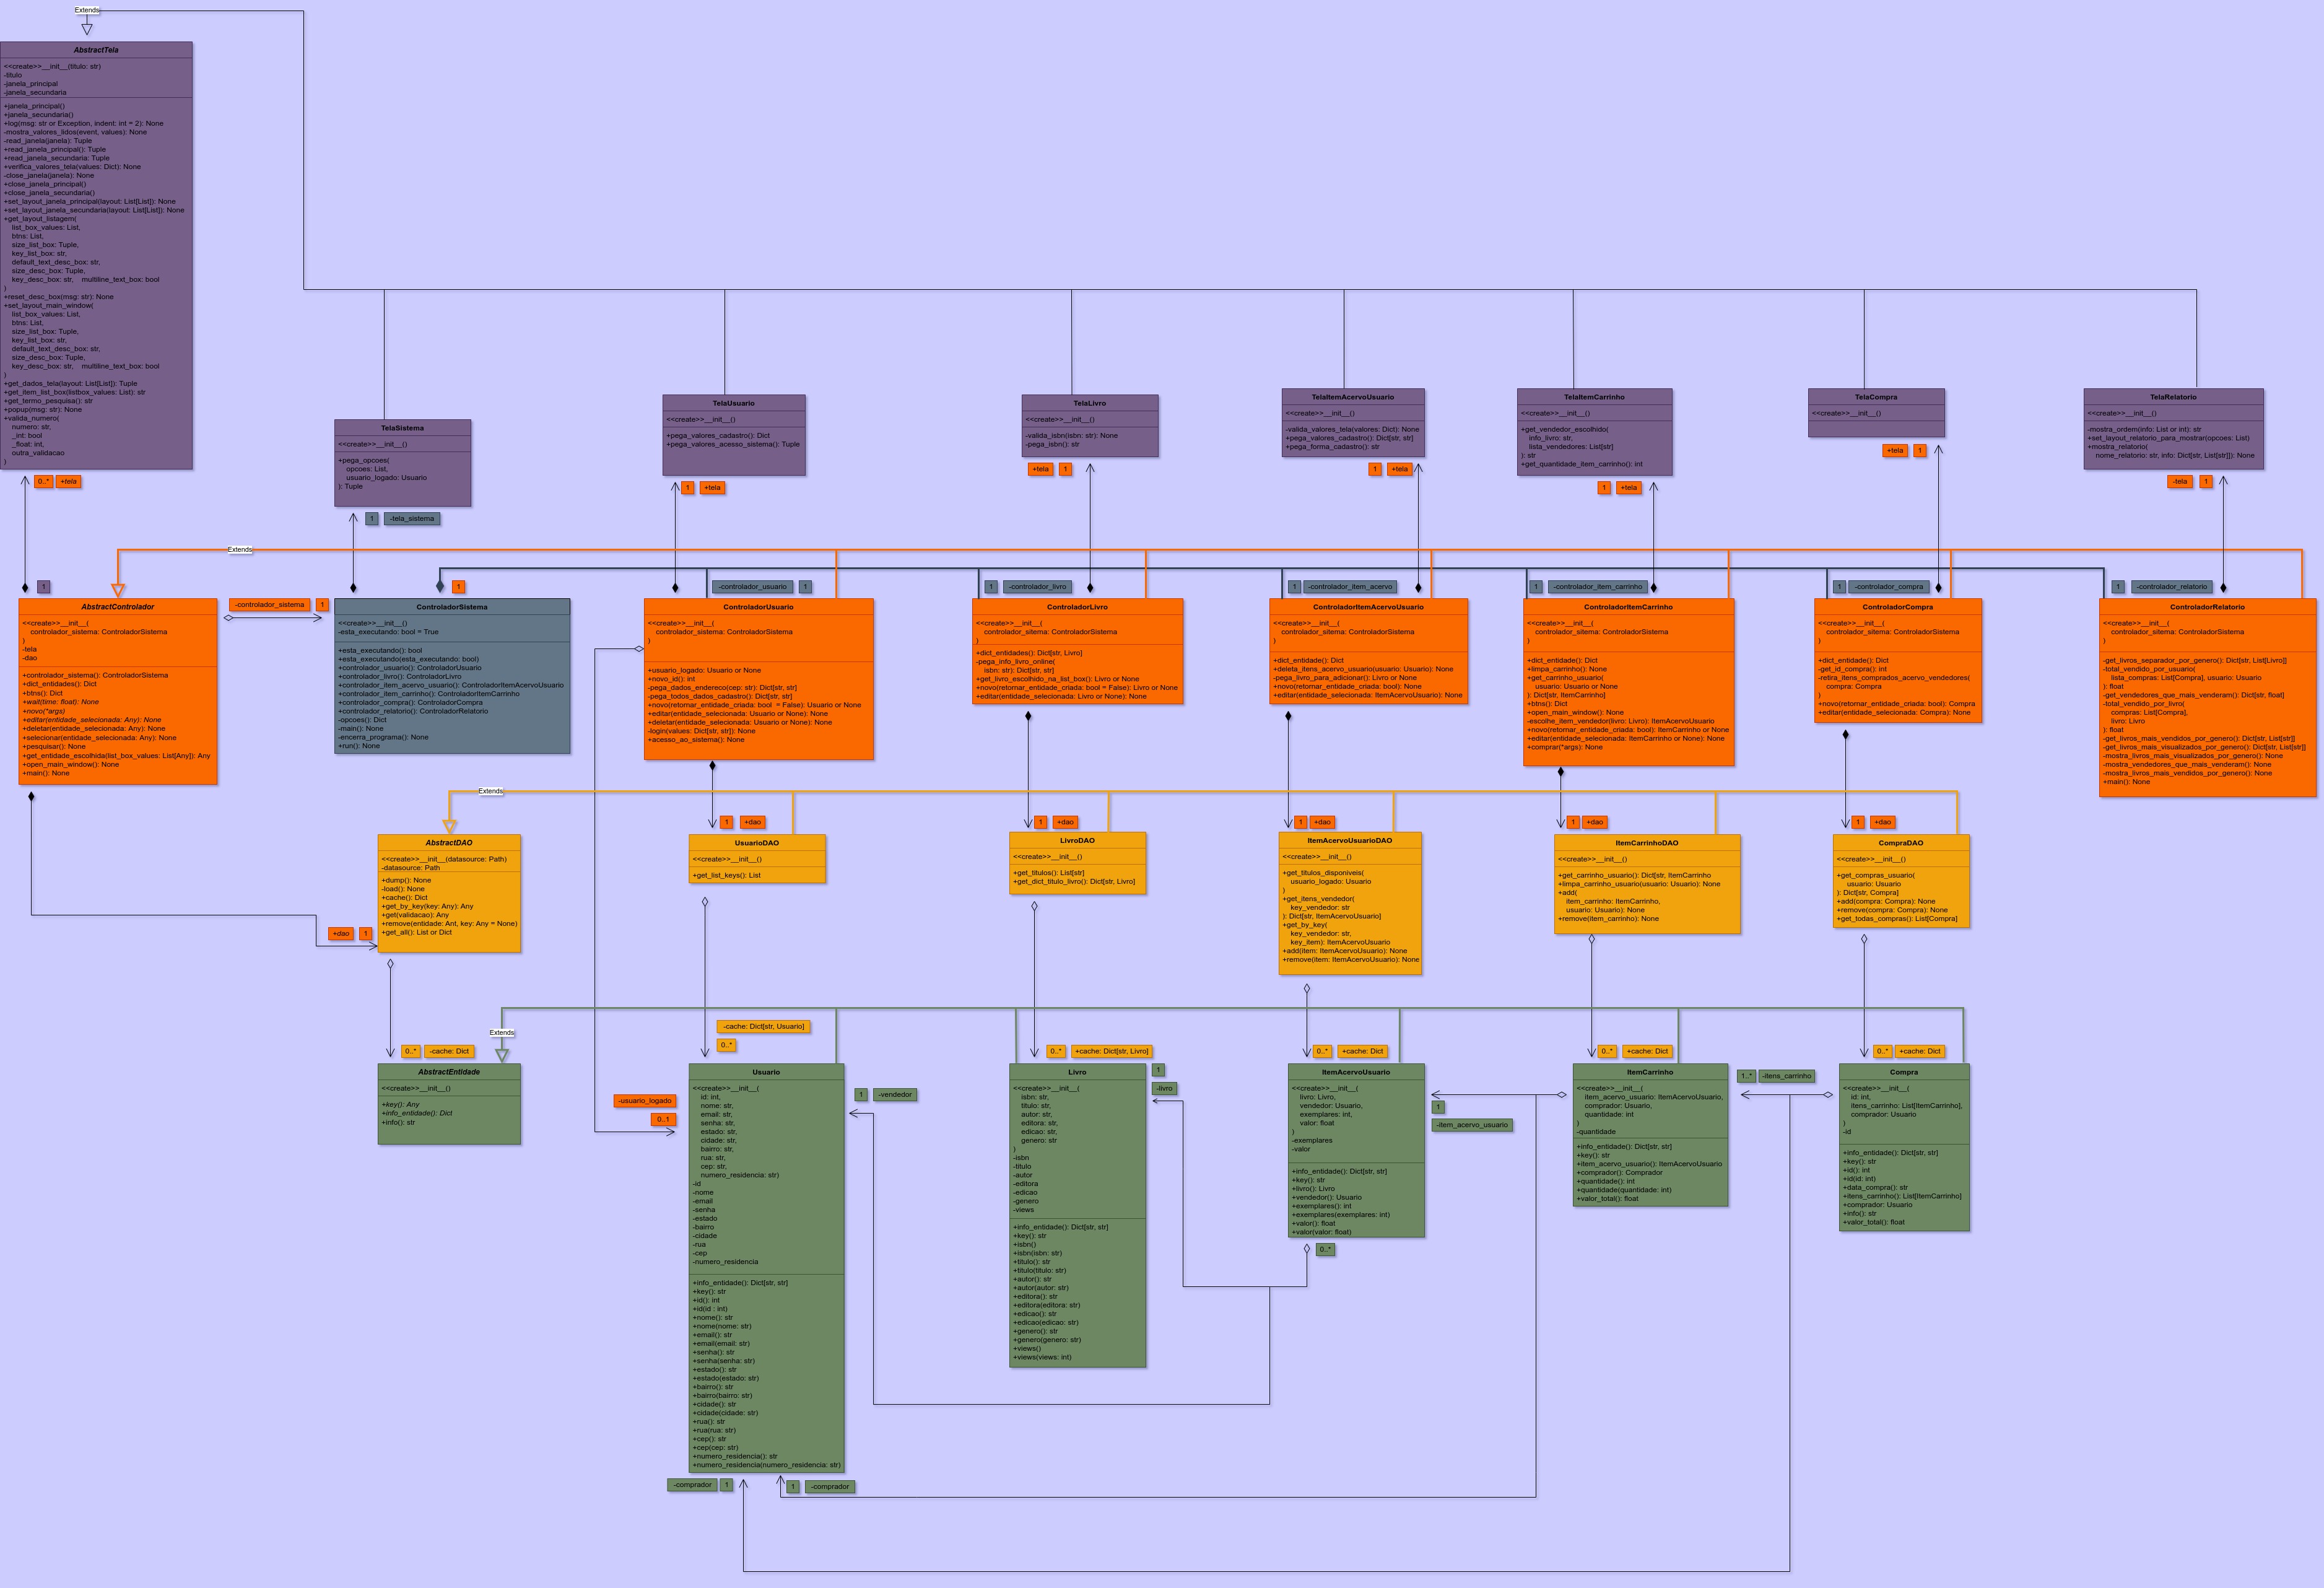 Extends
AbstractTela
<<create>>__init__(titulo: str)
-titulo
-janela_principal
-janela_secundaria
+janela_principal()
+janela_secundaria()
+log(msg: str or Exception, indent: int = 2): None
-mostra_valores_lidos(event, values): None
-read_janela(janela): Tuple
+read_janela_principal(): Tuple
+read_janela_secundaria: Tuple
+verifica_valores_tela(values: Dict): None
-close_janela(janela): None
+close_janela_principal()
+close_janela_secundaria()
+set_layout_janela_principal(layout: List[List]): None
+set_layout_janela_secundaria(layout: List[List]): None
+get_layout_listagem(
list_box_values: List,
btns: List,
size_list_box: Tuple,
key_list_box: str,
default_text_desc_box: str,
size_desc_box: Tuple,
key_desc_box: str, multiline_text_box: bool
)
+reset_desc_box(msg: str): None
+set_layout_main_window(
list_box_values: List,
btns: List,
size_list_box: Tuple,
key_list_box: str,
default_text_desc_box: str,
size_desc_box: Tuple,
key_desc_box: str, multiline_text_box: bool
)
+get_dados_tela(layout: List[List]): Tuple
+get_item_list_box(listbox_values: List): str
+get_termo_pesquisa(): str
+popup(msg: str): None
+valida_numero(
numero: str,
_int: bool
_float: int,
outra_validacao
)
0..* +tela
TelaSistema
<<create>>__init__()
+pega_opcoes(
opcoes: List,
usuario_logado: Usuario
): Tuple
1 -tela_sistema
TelaUsuario
<<create>>__init__()
+pega_valores_cadastro(): Dict
+pega_valores_acesso_sistema(): Tuple
1 +tela
TelaLivro
<<create>>__init__()
-valida_isbn(isbn: str): None
-pega_isbn(): str
+tela 1
TelaItemAcervoUsuario
<<create>>__init__()
-valida_valores_tela(valores: Dict): None
+pega_valores_cadastro(): Dict[str, str]
+pega_forma_cadastro(): str
1 +tela
TelaItemCarrinho
<<create>>__init__()
+get_vendedor_escolhido(
info_livro: str,
lista_vendedores: List[str]
): str
+get_quantidade_item_carrinho(): int
1 +tela
TelaCompra
<<create>>__init__()
+tela 1
TelaRelatorio
<<create>>__init__()
-mostra_ordem(info: List or int): str
+set_layout_relatorio_para_mostrar(opcoes: List)
+mostra_relatorio(
nome_relatorio: str, info: Dict[str, List[str]]): None
-tela 1
Extends
1
AbstractControlador
<<create>>__init__(
controlador_sistema: ControladorSistema
)
-tela
-dao
+controlador_sistema(): ControladorSistema
+dict_entidades(): Dict
+btns(): Dict
+wait(time: float): None
+novo(*args)
+editar(entidade_selecionada: Any): None
+deletar(entidade_selecionada: Any): None
+selecionar(entidade_selecionada: Any): None
+pesquisar(): None
+get_entidade_escolhida(list_box_values: List[Any]): Any
+open_main_window(): None
+main(): None
-controlador_sistema 1
1
ControladorSistema
<<create>>__init__()
-esta_executando: bool = True
+esta_executando(): bool
+esta_executando(esta_executando: bool)
+controlador_usuario(): ControladorUsuario
+controlador_livro(): ControladorLivro
+controlador_item_acervo_usuario(): ControladorItemAcervoUsuario
+controlador_item_carrinho(): ControladorItemCarrinho
+controlador_compra(): ControladorCompra
+controlador_relatorio(): ControladorRelatorio
-opcoes(): Dict
-main(): None
-encerra_programa(): None
+run(): None
-controlador_usuario 1
ControladorUsuario
<<create>>__init__(
controlador_sistema: ControladorSistema
)
+usuario_logado: Usuario or None
+novo_id(): int
-pega_dados_endereco(cep: str): Dict[str, str]
-pega_todos_dados_cadastro(): Dict[str, str]
+novo(retornar_entidade_criada: bool = False): Usuario or None
+editar(entidade_selecionada: Usuario or None): None
+deletar(entidade_selecionada: Usuario or None): None
-login(values: Dict[str, str]): None
+acesso_ao_sistema(): None
1 -controlador_livro
ControladorLivro
<<create>>__init__(
controlador_sitema: ControladorSistema
)
+dict_entidades(): Dict[str, Livro]
-pega_info_livro_online(
isbn: str): Dict[str, str]
+get_livro_escolhido_na_list_box(): Livro or None
+novo(retornar_entidade_criada: bool = False): Livro or None
+editar(entidade_selecionada: Livro or None): None
1 -controlador_item_acervo
ControladorItemAcervoUsuario
<<create>>__init__(
controlador_sitema: ControladorSistema
)
+dict_entidade(): Dict
+deleta_itens_acervo_usuario(usuario: Usuario): None
-pega_livro_para_adicionar(): Livro or None
+novo(retornar_entidade_criada: bool): None
+editar(entidade_selecionada: ItemAcervoUsuario): None
1 -controlador_item_carrinho
ControladorItemCarrinho
<<create>>__init__(
controlador_sitema: ControladorSistema
)
+dict_entidade(): Dict
+limpa_carrinho(): None
+get_carrinho_usuario(
usuario: Usuario or None
): Dict[str, ItemCarrinho]
+btns(): Dict
+open_main_window(): None
-escolhe_item_vendedor(livro: Livro): ItemAcervoUsuario
+novo(retornar_entidade_criada: bool): ItemCarrinho or None
+editar(entidade_selecionada: ItemCarrinho or None): None
+comprar(*args): None
1 -controlador_compra
ControladorCompra
<<create>>__init__(
controlador_sitema: ControladorSistema
)
+dict_entidade(): Dict
-get_id_compra(): int
-retira_itens_comprados_acervo_vendedores(
compra: Compra
)
+novo(retornar_entidade_criada: bool): Compra
+editar(entidade_selecionada: Compra): None
1 -controlador_relatorio
ControladorRelatorio
<<create>>__init__(
controlador_sitema: ControladorSistema
)
-get_livros_separador_por_genero(): Dict[str, List[Livro]]
-total_vendido_por_usuario(
lista_compras: List[Compra], usuario: Usuario
): float
-get_vendedores_que_mais_venderam(): Dict[str, float]
-total_vendido_por_livro(
compras: List[Compra],
livro: Livro
): float
-get_livros_mais_vendidos_por_genero(): Dict[str, List[str]]
-get_livros_mais_visualizados_por_genero(): Dict[str, List[str]]
-mostra_livros_mais_visualizados_por_genero(): None
-mostra_vendedores_que_mais_venderam(): None
-mostra_livros_mais_vendidos_por_genero(): None
+main(): None
Extends
+dao 1
AbstractDAO
<<create>>__init__(datasource: Path)
-datasource: Path
+dump(): None
-load(): None
+cache(): Dict
+get_by_key(key: Any): Any
+get(validacao): Any
+remove(entidade: Ant, key: Any = None)
+get_all(): List or Dict
1 +dao
UsuarioDAO
<<create>>__init__()
+get_list_keys(): List
1 +dao
LivroDAO
<<create>>__init__()
+get_titulos(): List[str]
+get_dict_titulo_livro(): Dict[str, Livro]
1 +dao
ItemAcervoUsuarioDAO
<<create>>__init__()
+get_titulos_disponiveis(
usuario_logado: Usuario
)
+get_itens_vendedor(
key_vendedor: str
): Dict[str, ItemAcervoUsuario]
+get_by_key(
key_vendedor: str,
key_item): ItemAcervoUsuario
+add(item: ItemAcervoUsuario): None
+remove(item: ItemAcervoUsuario): None
1 +dao
ItemCarrinhoDAO
<<create>>__init__()
+get_carrinho_usuario(): Dict[str, ItemCarrinho
+limpa_carrinho_usuario(usuario: Usuario): None
+add(
item_carrinho: ItemCarrinho,
usuario: Usuario): None
+remove(item_carrinho): None
1 +dao
CompraDAO
<<create>>__init__()
+get_compras_usuario(
usuario: Usuario
): Dict[str, Compra]
+add(compra: Compra): None
+remove(compra: Compra): None
+get_todas_compras(): List[Compra]
Extends
0..* -cache: Dict
AbstractEntidade
<<create>>__init__()
+key(): Any
+info_entidade(): Dict
+info(): str
-usuario_logado
0..1
-cache: Dict[str, Usuario]
0..*
Usuario
<<create>>__init__(
id: int,
nome: str,
email: str,
senha: str,
estado: str,
cidade: str,
bairro: str,
rua: str,
cep: str,
numero_residencia: str)
-id
-nome
-email
-senha
-estado
-bairro
-cidade
-rua
-cep
-numero_residencia
+info_entidade(): Dict[str, str]
+key(): str
+id(): int
+id(id : int)
+nome(): str
+nome(nome: str)
+email(): str
+email(email: str)
+senha(): str
+senha(senha: str)
+estado(): str
+estado(estado: str)
+bairro(): str
+bairro(bairro: str)
+cidade(): str
+cidade(cidade: str)
+rua(): str
+rua(rua: str)
+cep(): str
+cep(cep: str)
+numero_residencia(): str
+numero_residencia(numero_residencia: str)
-comprador 1
1 -comprador
1 -vendedor
0..* +cache: Dict[str, Livro]
Livro
<<create>>__init__(
isbn: str,
titulo: str,
autor: str,
editora: str,
edicao: str,
genero: str
)
-isbn
-titulo
-autor
-editora
-edicao
-genero
-views
+info_entidade(): Dict[str, str]
+key(): str
+isbn()
+isbn(isbn: str)
+titulo(): str
+titulo(titulo: str)
+autor(): str
+autor(autor: str)
+editora(): str
+editora(editora: str)
+edicao(): str
+edicao(edicao: str)
+genero(): str
+genero(genero: str)
+views()
+views(views: int)
1
-livro
0..* +cache: Dict
ItemAcervoUsuario
<<create>>__init__(
livro: Livro,
vendedor: Usuario,
exemplares: int,
valor: float
)
-exemplares
-valor
+info_entidade(): Dict[str, str]
+key(): str
+livro(): Livro
+vendedor(): Usuario
+exemplares(): int
+exemplares(exemplares: int)
+valor(): float
+valor(valor: float)
0..*
1
-item_acervo_usuario
0..* +cache: Dict
ItemCarrinho
<<create>>__init__(
item_acervo_usuario: ItemAcervoUsuario,
comprador: Usuario,
quantidade: int
)
-quantidade
+info_entidade(): Dict[str, str]
+key(): str
+item_acervo_usuario(): ItemAcervoUsuario
+comprador(): Comprador
+quantidade(): int
+quantidade(quantidade: int)
+valor_total(): float
1..* -itens_carrinho
0..* +cache: Dict
Compra
<<create>>__init__(
id: int,
itens_carrinho: List[ItemCarrinho],
comprador: Usuario
)
-id
+info_entidade(): Dict[str, str]
+key(): str
+id(): int
+id(id: int)
+data_compra(): str
+itens_carrinho(): List[ItemCarrinho]
+comprador: Usuario
+info(): str
+valor_total(): float